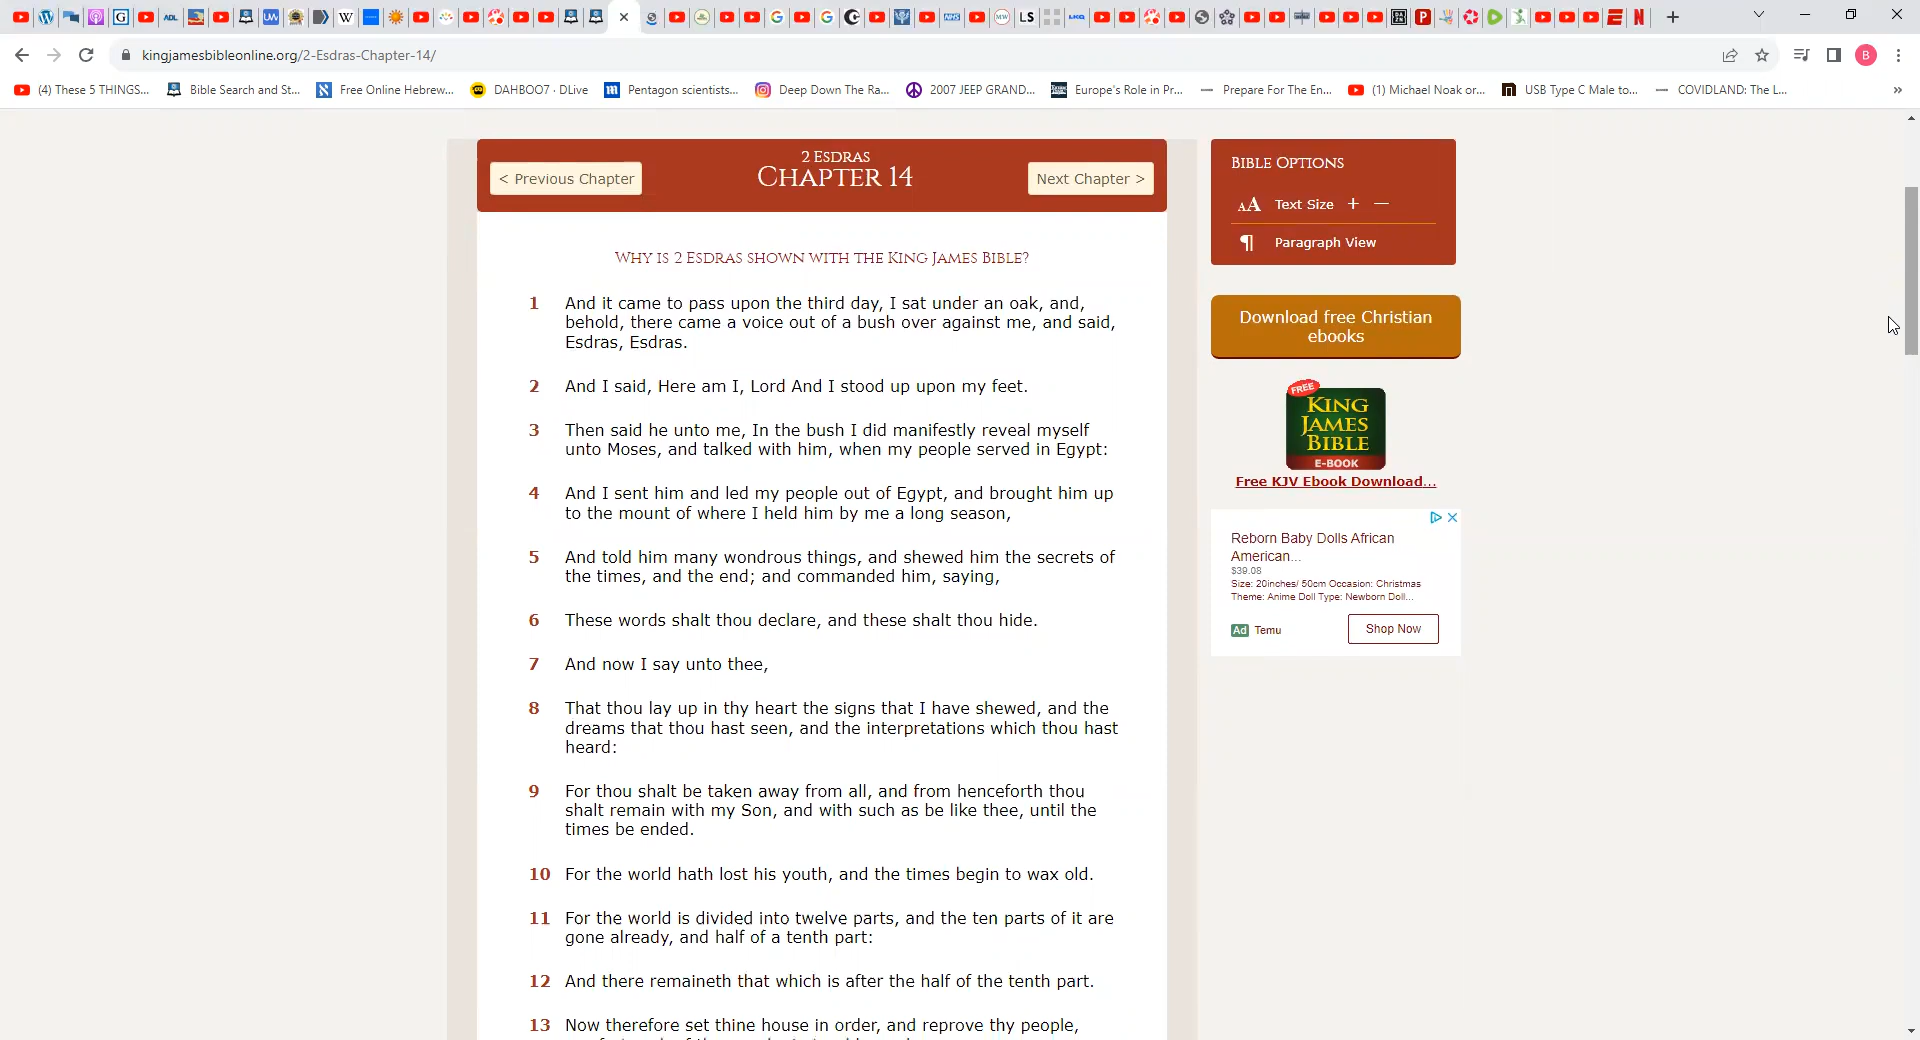 kingjamesbibleonline.org/2-Esdras-Chapter-14/
B
(4) These 5 THINGS...
Bible Search and St...
Free Online Hebrew...
DAHBOO7 · DLive
Pentagon scientists...
Deep Down The Ra...
2007 JEEP GRAND...
Europe's Role in Pr...
Prepare For The En...
(1) Michael Noak or...
USB Type C Male to...
COVIDLAND: The L...
»
< Previous Chapter
2 Esdras
Chapter 14
Next Chapter >
Why is 2 Esdras shown with the King James Bible?
1 And it came to pass upon the third day, I sat under an oak, and,
behold, there came a voice out of a bush over against me, and said,
Esdras, Esdras.
2 And I said, Here am I, Lord And I stood up upon my feet.
3 Then said he unto me, In the bush I did manifestly reveal myself
unto Moses, and talked with him, when my people served in Egypt:
4 And I sent him and led my people out of Egypt, and brought him up
to the mount of where I held him by me a long season,
5 And told him many wondrous things, and shewed him the secrets of
the times, and the end; and commanded him, saying,
6 These words shalt thou declare, and these shalt thou hide.
7 And now I say unto thee,
8 That thou lay up in thy heart the signs that I have shewed, and the
dreams that thou hast seen, and the interpretations which thou hast
heard:
9 For thou shalt be taken away from all, and from henceforth thou
shalt remain with my Son, and with such as be like thee, until the
times be ended.
10 For the world hath lost his youth, and the times begin to wax old.
11 For the world is divided into twelve parts, and the ten parts of it are
gone already, and half of a tenth part:
12 And there remaineth that which is after the half of the tenth part.
13 Now therefore set thine house in order, and reprove thy people,
Bible Options
AA Text Size + —
¶ Paragraph View
Download free Christian
ebooks
FREE
King
James
Bible
E-BOOK
Free KJV Ebook Download...
Reborn Baby Dolls African
American...
$39.08
Size: 20inches/ 50cm Occasion: Christmas
Theme: Anime Doll Type: Newborn Doll...
Ad Temu
Shop Now